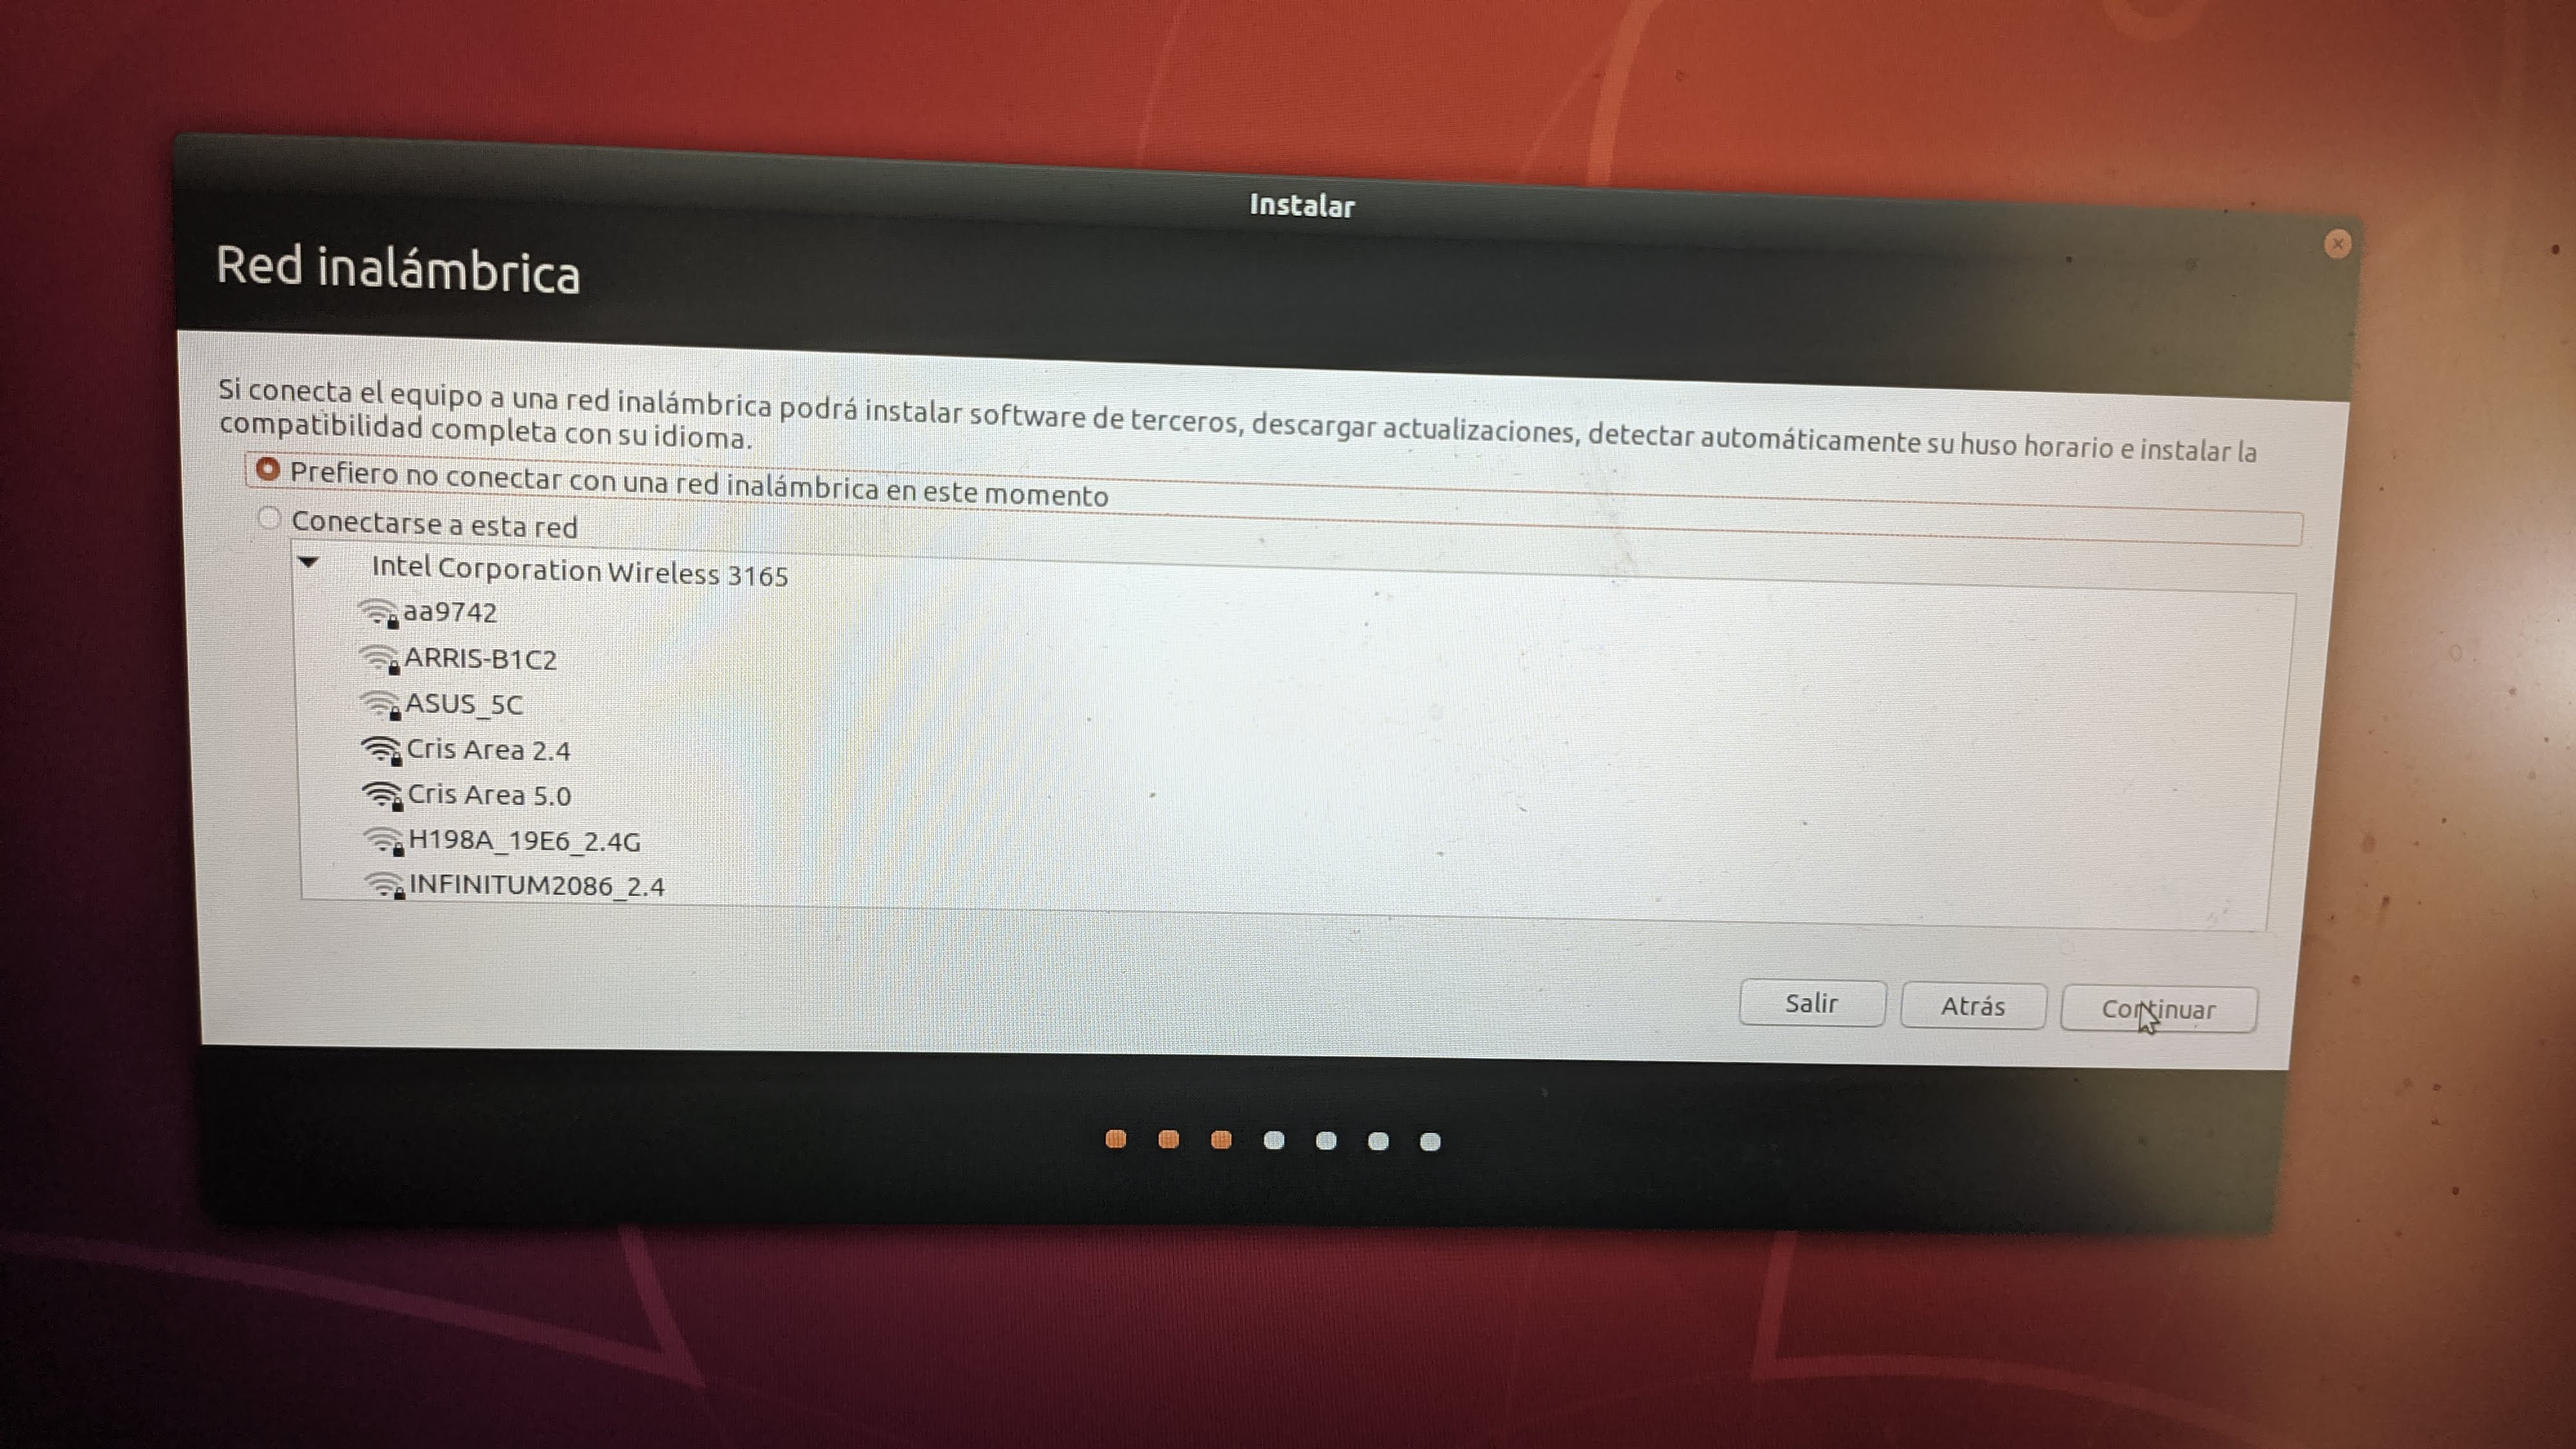 Instalar
Red inalámbrica
Si conecta el equipo a una red inalámbrica podrá instalar software de terceros, descargar actualizaciones, detectar automáticamente su huso horario e instalar la
compatibilidad completa con su idioma.
Prefiero no conectar con una red inalámbrica en este momento
Conectarse a esta red
Intel Corporation Wireless 3165
aa9742
ARRIS-B1C2
ASUS_5C
Cris Area 2.4
Cris Area 5.0
H198A_19E6_2.4G
INFINITUM2086_2.4
Salir Atrás Continuar